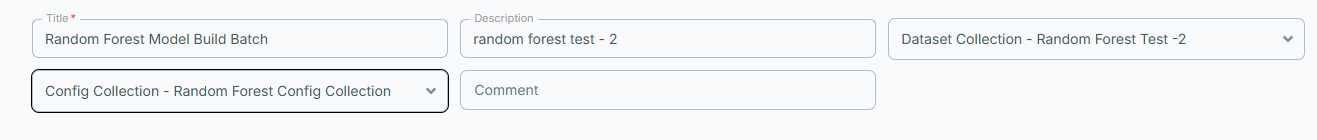 Title *
Random Forest Model Build Batch
Description
random forest test - 2
Dataset Collection - Random Forest Test -2
Config Collection - Random Forest Config Collection
Comment